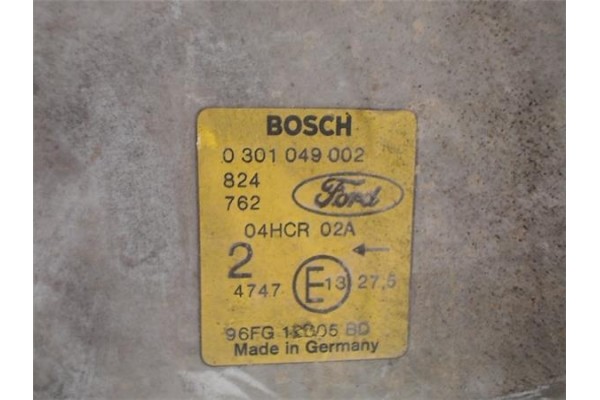 BOSCH
0 301 049 002
824
762
Ford
04HCR 02A
2
4747 E 13 27,5
96FG BD
Made in Germany